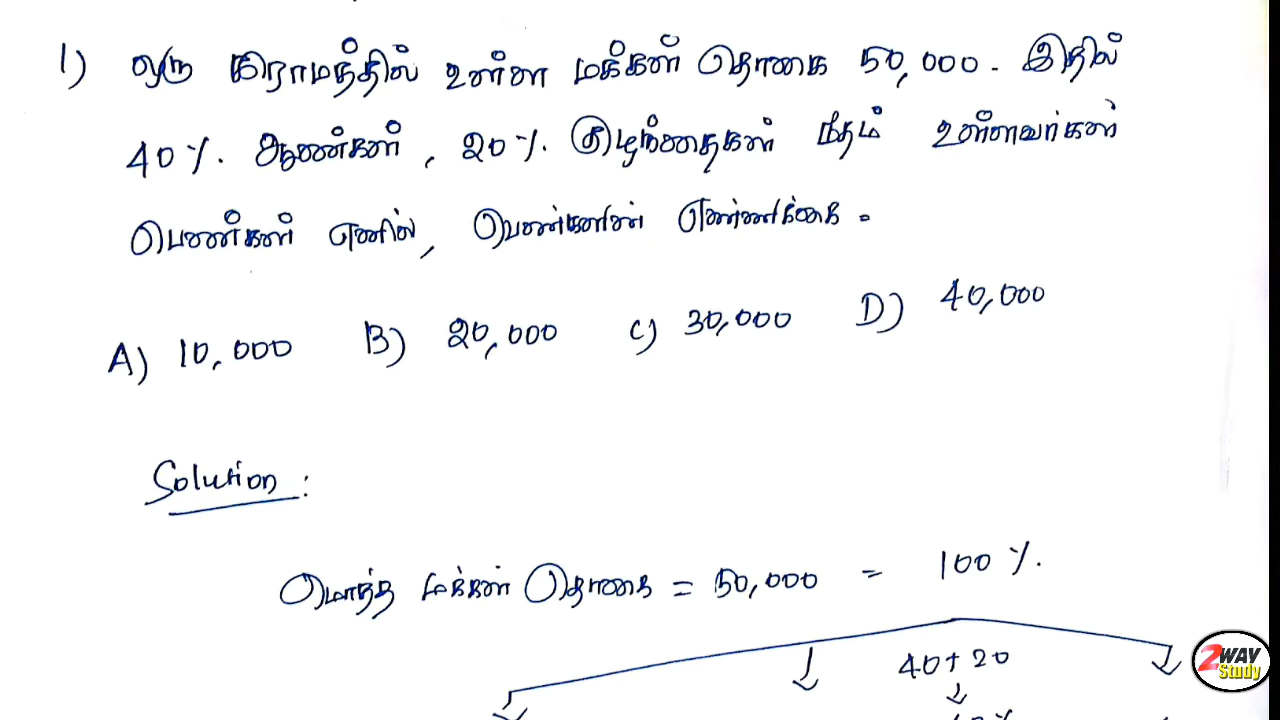 1) ஒரு கிராமத்தில் உள்ள மக்கள் தொகை 50,000. இதில்
40%. ஆண்கள், 20%. குழந்தைகள் மீதம் உள்ளவர்கள்
பெண்கள் எனில், பெண்களின் எண்ணிக்கை.
A) 10,000 B) 20,000 C) 30,000 D) 40,000
Solution :
மொத்த மக்கள் தொகை = 50,000 = 100%.
40+20
2WAY
Study